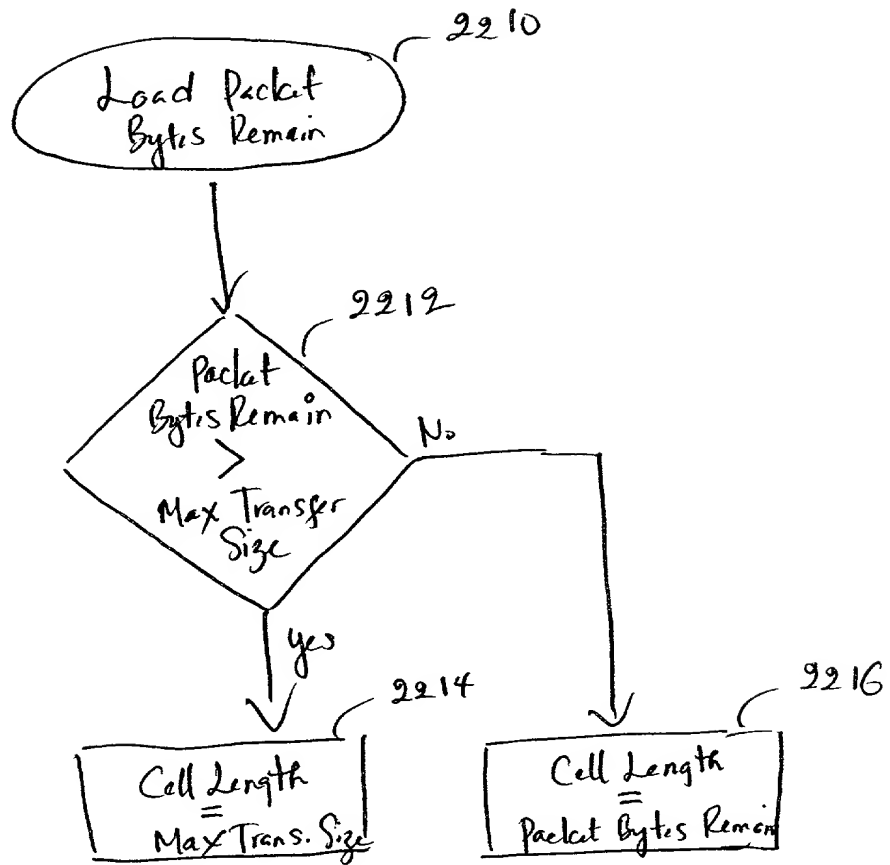 2210
Load Packet
Bytes Remain
2212
Packet
Bytes Remain
>
Max Transfer
Size
No
yes
2214
Cell Length
=
Max Trans. Size
2216
Cell Length
=
Packet Bytes Remain